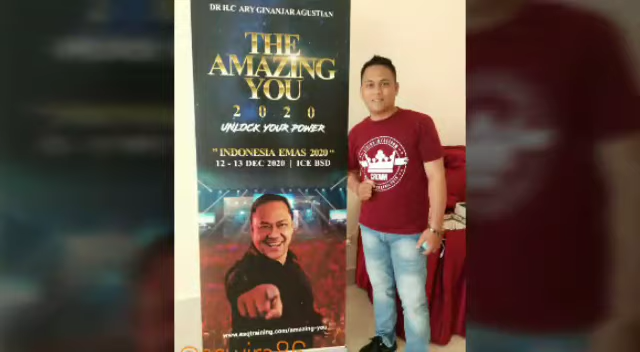 DR H.C ARY GINANJAR AGUSTIAN
THE
AMAZING
YOU
2020
UNLOCK YOUR POWER
"INDONESIA EMAS 2020"
12 - 13 DEC 2020 | ICE BSD
www.esqtraining.com/amazing-you
CROWN